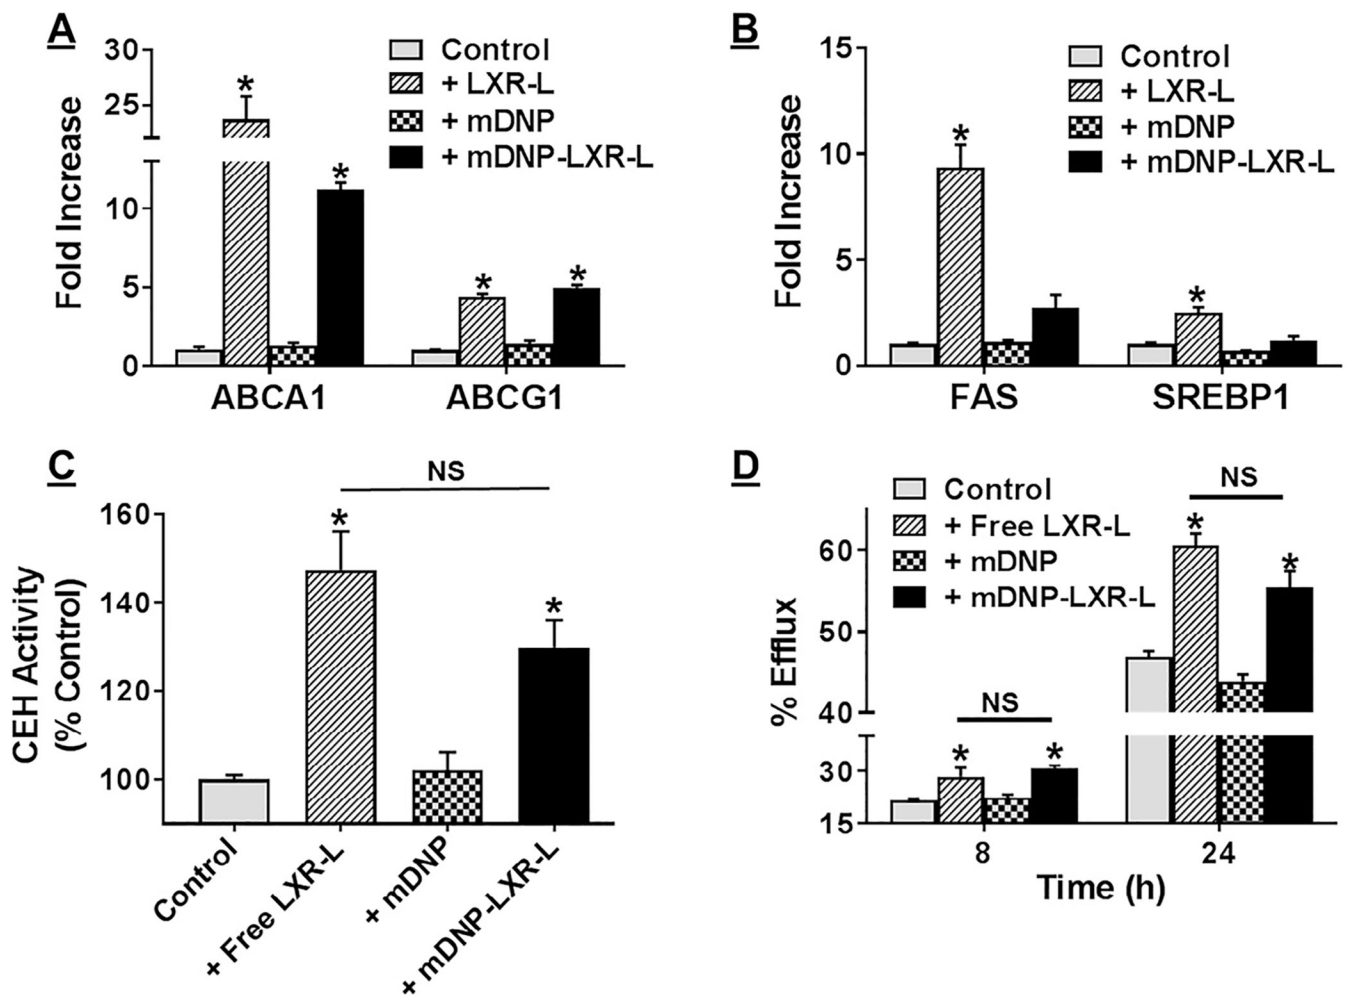 A
30
25
10
5
0
Fold Increase
Control
+ LXR-L
+ mDNP
+ mDNP-LXR-L
*
*
*
*
ABCA1
ABCG1
B
15
10
5
0
Fold Increase
Control
+ LXR-L
+ mDNP
+ mDNP-LXR-L
*
*
FAS
SREBP1
C
NS
160
140
120
100
CEH Activity
(% Control)
*
*
Control
+ Free LXR-L
+ mDNP
+ mDNP-LXR-L
D
Control
+ Free LXR-L
+ mDNP
+ mDNP-LXR-L
NS
NS
60
50
40
30
15
% Efflux
*
*
*
*
8
24
Time (h)